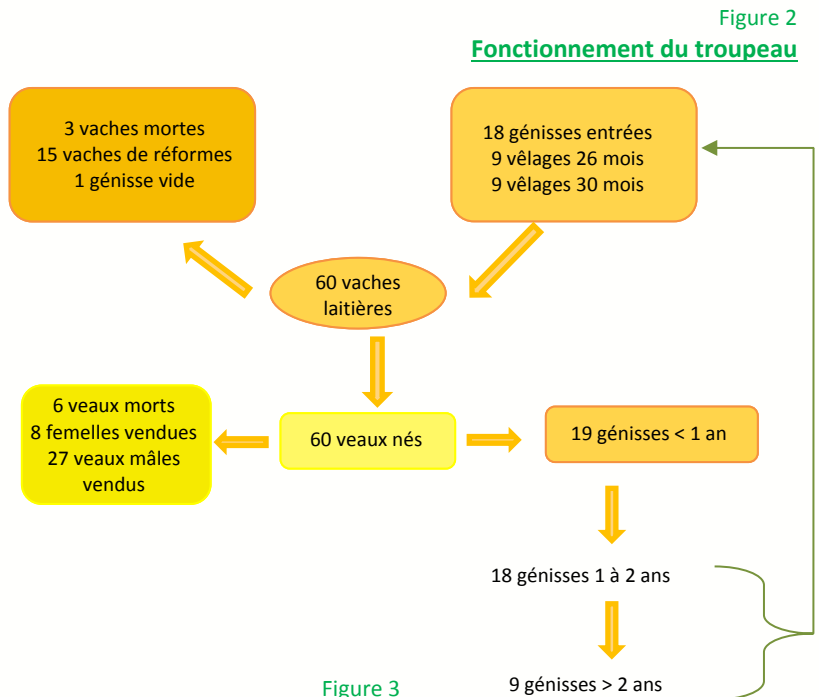 Figure 2
Fonctionnement du troupeau
3 vaches mortes
15 vaches de réformes
1 génisse vide
18 génisses entrées
9 vêlages 26 mois
9 vêlages 30 mois
60 vaches
laitières
6 veaux morts
8 femelles vendues
27 veaux mâles
vendus
60 veaux nés
19 génisses < 1 an
18 génisses 1 à 2 ans
9 génisses > 2 ans
Figure 3